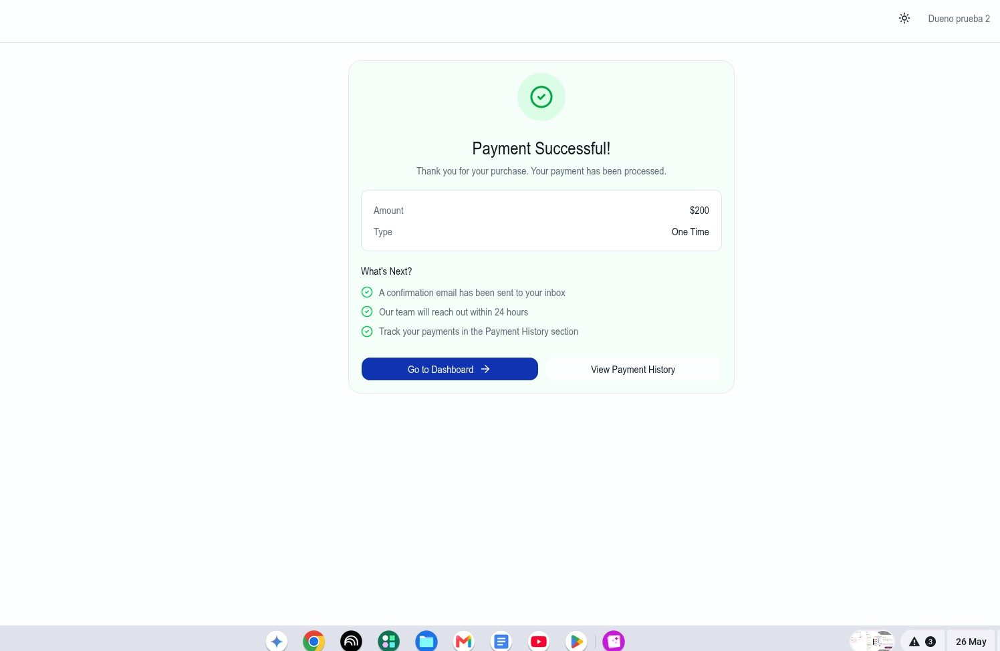 Dueno prueba 2
Payment Successful!
Thank you for your purchase. Your payment has been processed.
Amount $200
Type One Time
What's Next?
A confirmation email has been sent to your inbox
Our team will reach out within 24 hours
Track your payments in the Payment History section
Go to Dashboard
View Payment History
3
26 May